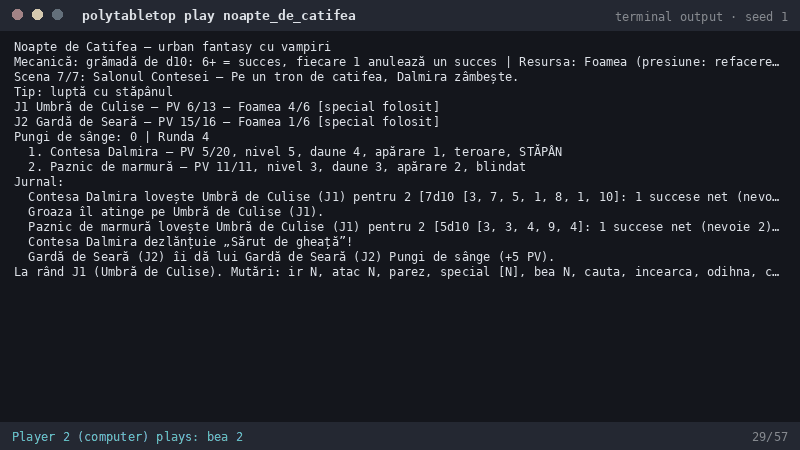 polytabletop play noapte_de_catifea
terminal output · seed 1
Noapte de Catifea — urban fantasy cu vampiri
Mecanică: grămadă de d10: 6+ = succes, fiecare 1 anulează un succes | Resursa: Foamea (presiune: refacere…
Scena 7/7: Salonul Contesei — Pe un tron de catifea, Dalmira zâmbește.
Tip: luptă cu stăpânul
J1 Umbră de Culise — PV 6/13 — Foamea 4/6 [special folosit]
J2 Gardă de Seară — PV 15/16 — Foamea 1/6 [special folosit]
Pungi de sânge: 0 | Runda 4
1. Contesa Dalmira — PV 5/20, nivel 5, daune 4, apărare 1, teroare, STĂPÂN
2. Paznic de marmură — PV 11/11, nivel 3, daune 3, apărare 2, blindat
Jurnal:
Contesa Dalmira lovește Umbră de Culise (J1) pentru 2 [7d10 [3, 7, 5, 1, 8, 1, 10]: 1 succese net (nevo…
Groaza îl atinge pe Umbră de Culise (J1).
Paznic de marmură lovește Umbră de Culise (J1) pentru 2 [5d10 [3, 3, 4, 9, 4]: 1 succese net (nevoie 2)…
Contesa Dalmira dezlănțuie „Sărut de gheață”!
Gardă de Seară (J2) îi dă lui Gardă de Seară (J2) Pungi de sânge (+5 PV).
La rând J1 (Umbră de Culise). Mutări: ir N, atac N, parez, special [N], bea N, cauta, incearca, odihna, c…
Player 2 (computer) plays: bea 2
29/57